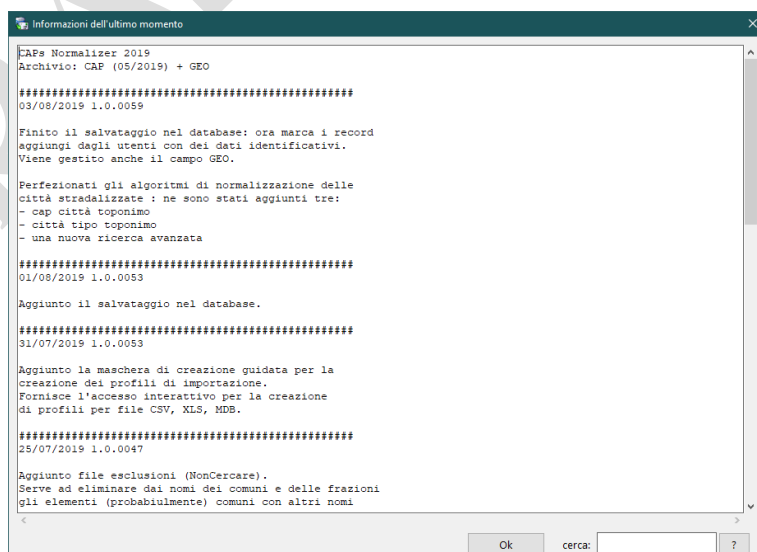 Informazioni dell'ultimo momento
CAPs Normalizer 2019
Archivio: CAP (05/2019) + GEO
###################################################
03/08/2019 1.0.0059
Finito il salvataggio nel database: ora marca i record
aggiungi dagli utenti con dei dati identificativi.
Viene gestito anche il campo GEO.
Perfezionati gli algoritmi di normalizzazione delle
città stradalizzate : ne sono stati aggiunti tre:
- cap città toponimo
- città tipo toponimo
- una nuova ricerca avanzata
###################################################
01/08/2019 1.0.0053
Aggiunto il salvataggio nel database.
###################################################
31/07/2019 1.0.0053
Aggiunto la maschera di creazione guidata per la
creazione dei profili di importazione.
Fornisce l'accesso interattivo per la creazione
di profili per file CSV, XLS, MDB.
###################################################
25/07/2019 1.0.0047
Aggiunto file esclusioni (NonCercare).
Serve ad eliminare dai nomi dei comuni e delle frazioni
gli elementi (probabiulmente) comuni con altri nomi
Ok cerca: ?